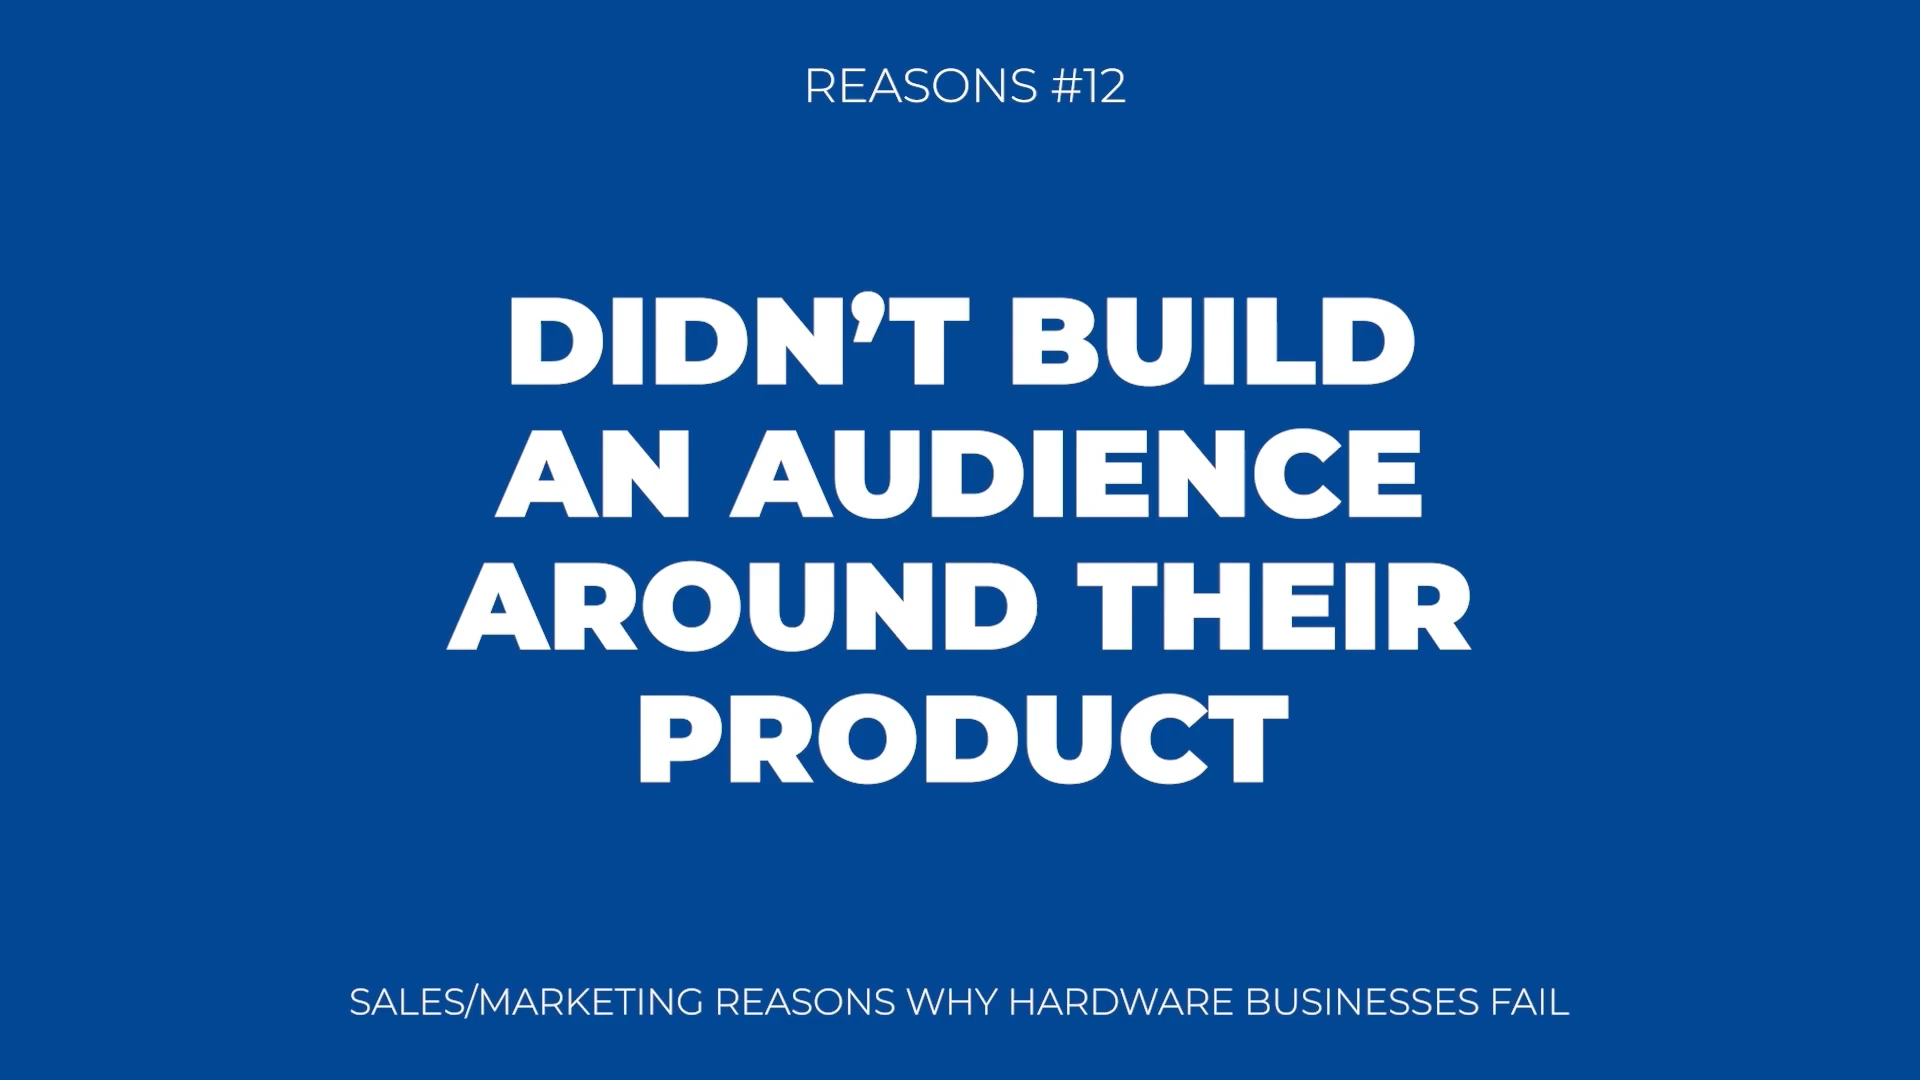 REASONS #12
DIDN’T BUILD
AN AUDIENCE
AROUND THEIR
PRODUCT
SALES/MARKETING REASONS WHY HARDWARE BUSINESSES FAIL